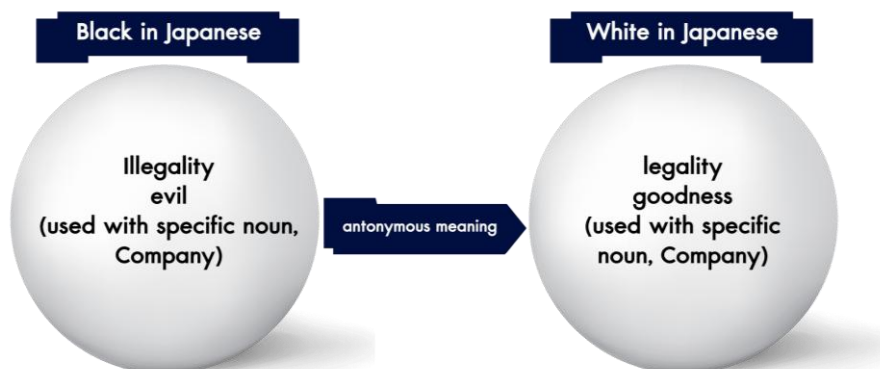 Black in Japanese
White in Japanese
Illegality
evil
(used with specific noun,
Company)
antonymous meaning
legality
goodness
(used with specific
noun, Company)